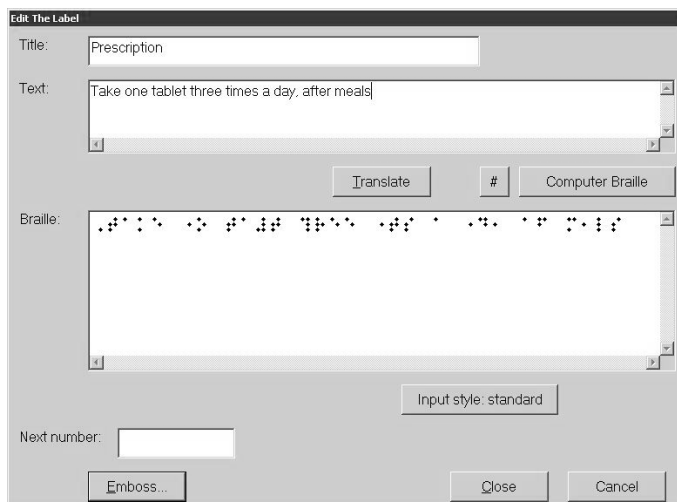 Edit The Label
Title: Prescription
Text: Take one tablet three times a day, after meals
Translate # Computer Braille
Braille: ⠠⠞⠁⠅⠑ ⠐⠕ ⠞⠁⠼⠞ ⠹⠗⠑⠑ ⠐⠞⠎ ⠁ ⠐⠙⠂ ⠁⠋ ⠍⠂⠇⠎
Input style: standard
Next number:
Emboss... Close Cancel